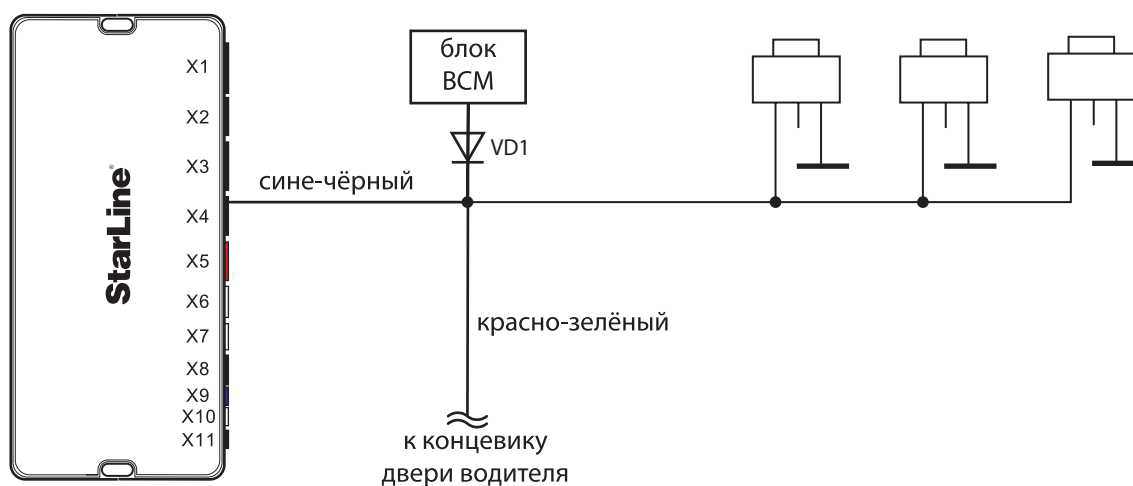 X1
X2
X3
X4
X5
X6
X7
X8
X9
X10
X11
StarLine®
блок
BCM
VD1
сине-чёрный
красно-зелёный
к концевику
двери водителя